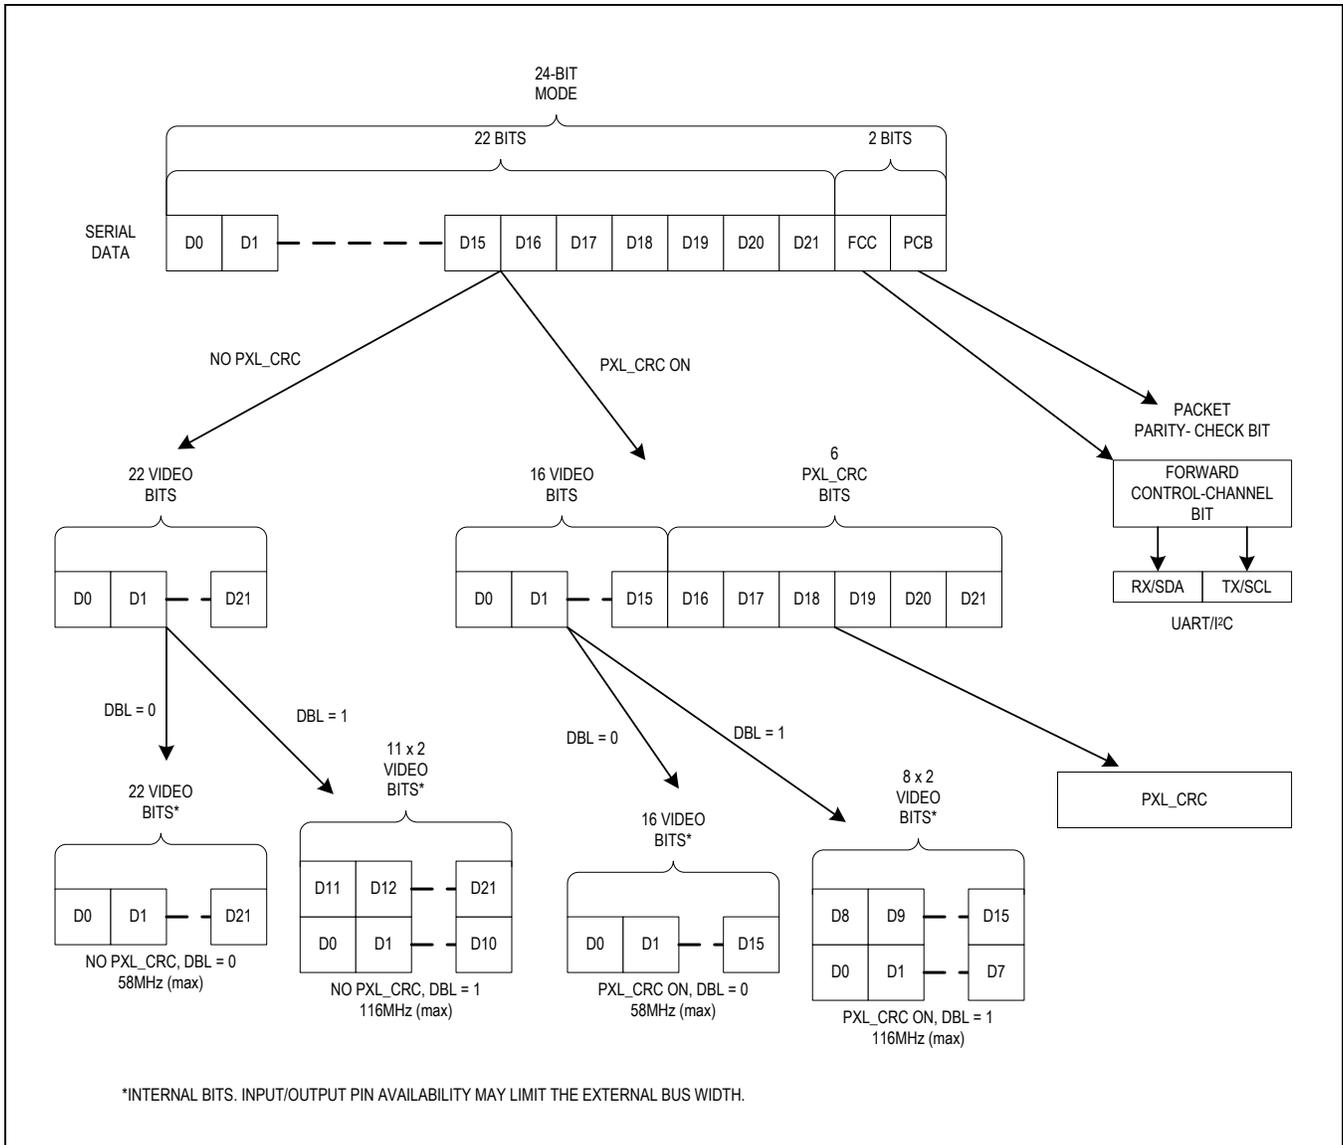 24-BIT
MODE
22 BITS
2 BITS
SERIAL
DATA
D0 D1 D15 D16 D17 D18 D19 D20 D21 FCC PCB
NO PXL_CRC
PXL_CRC ON
PACKET
PARITY- CHECK BIT
FORWARD
CONTROL-CHANNEL
BIT
RX/SDA TX/SCL
UART/I²C
22 VIDEO
BITS
16 VIDEO
BITS
6
PXL_CRC
BITS
D0 D1 D21
D0 D1 D15 D16 D17 D18 D19 D20 D21
DBL = 0
DBL = 1
DBL = 0
DBL = 1
PXL_CRC
22 VIDEO
BITS*
D0 D1 D21
NO PXL_CRC, DBL = 0
58MHz (max)
11 x 2
VIDEO
BITS*
D11 D12 D21
D0 D1 D10
NO PXL_CRC, DBL = 1
116MHz (max)
16 VIDEO
BITS*
D0 D1 D15
PXL_CRC ON, DBL = 0
58MHz (max)
8 x 2
VIDEO
BITS*
D8 D9 D15
D0 D1 D7
PXL_CRC ON, DBL = 1
116MHz (max)
*INTERNAL BITS. INPUT/OUTPUT PIN AVAILABILITY MAY LIMIT THE EXTERNAL BUS WIDTH.